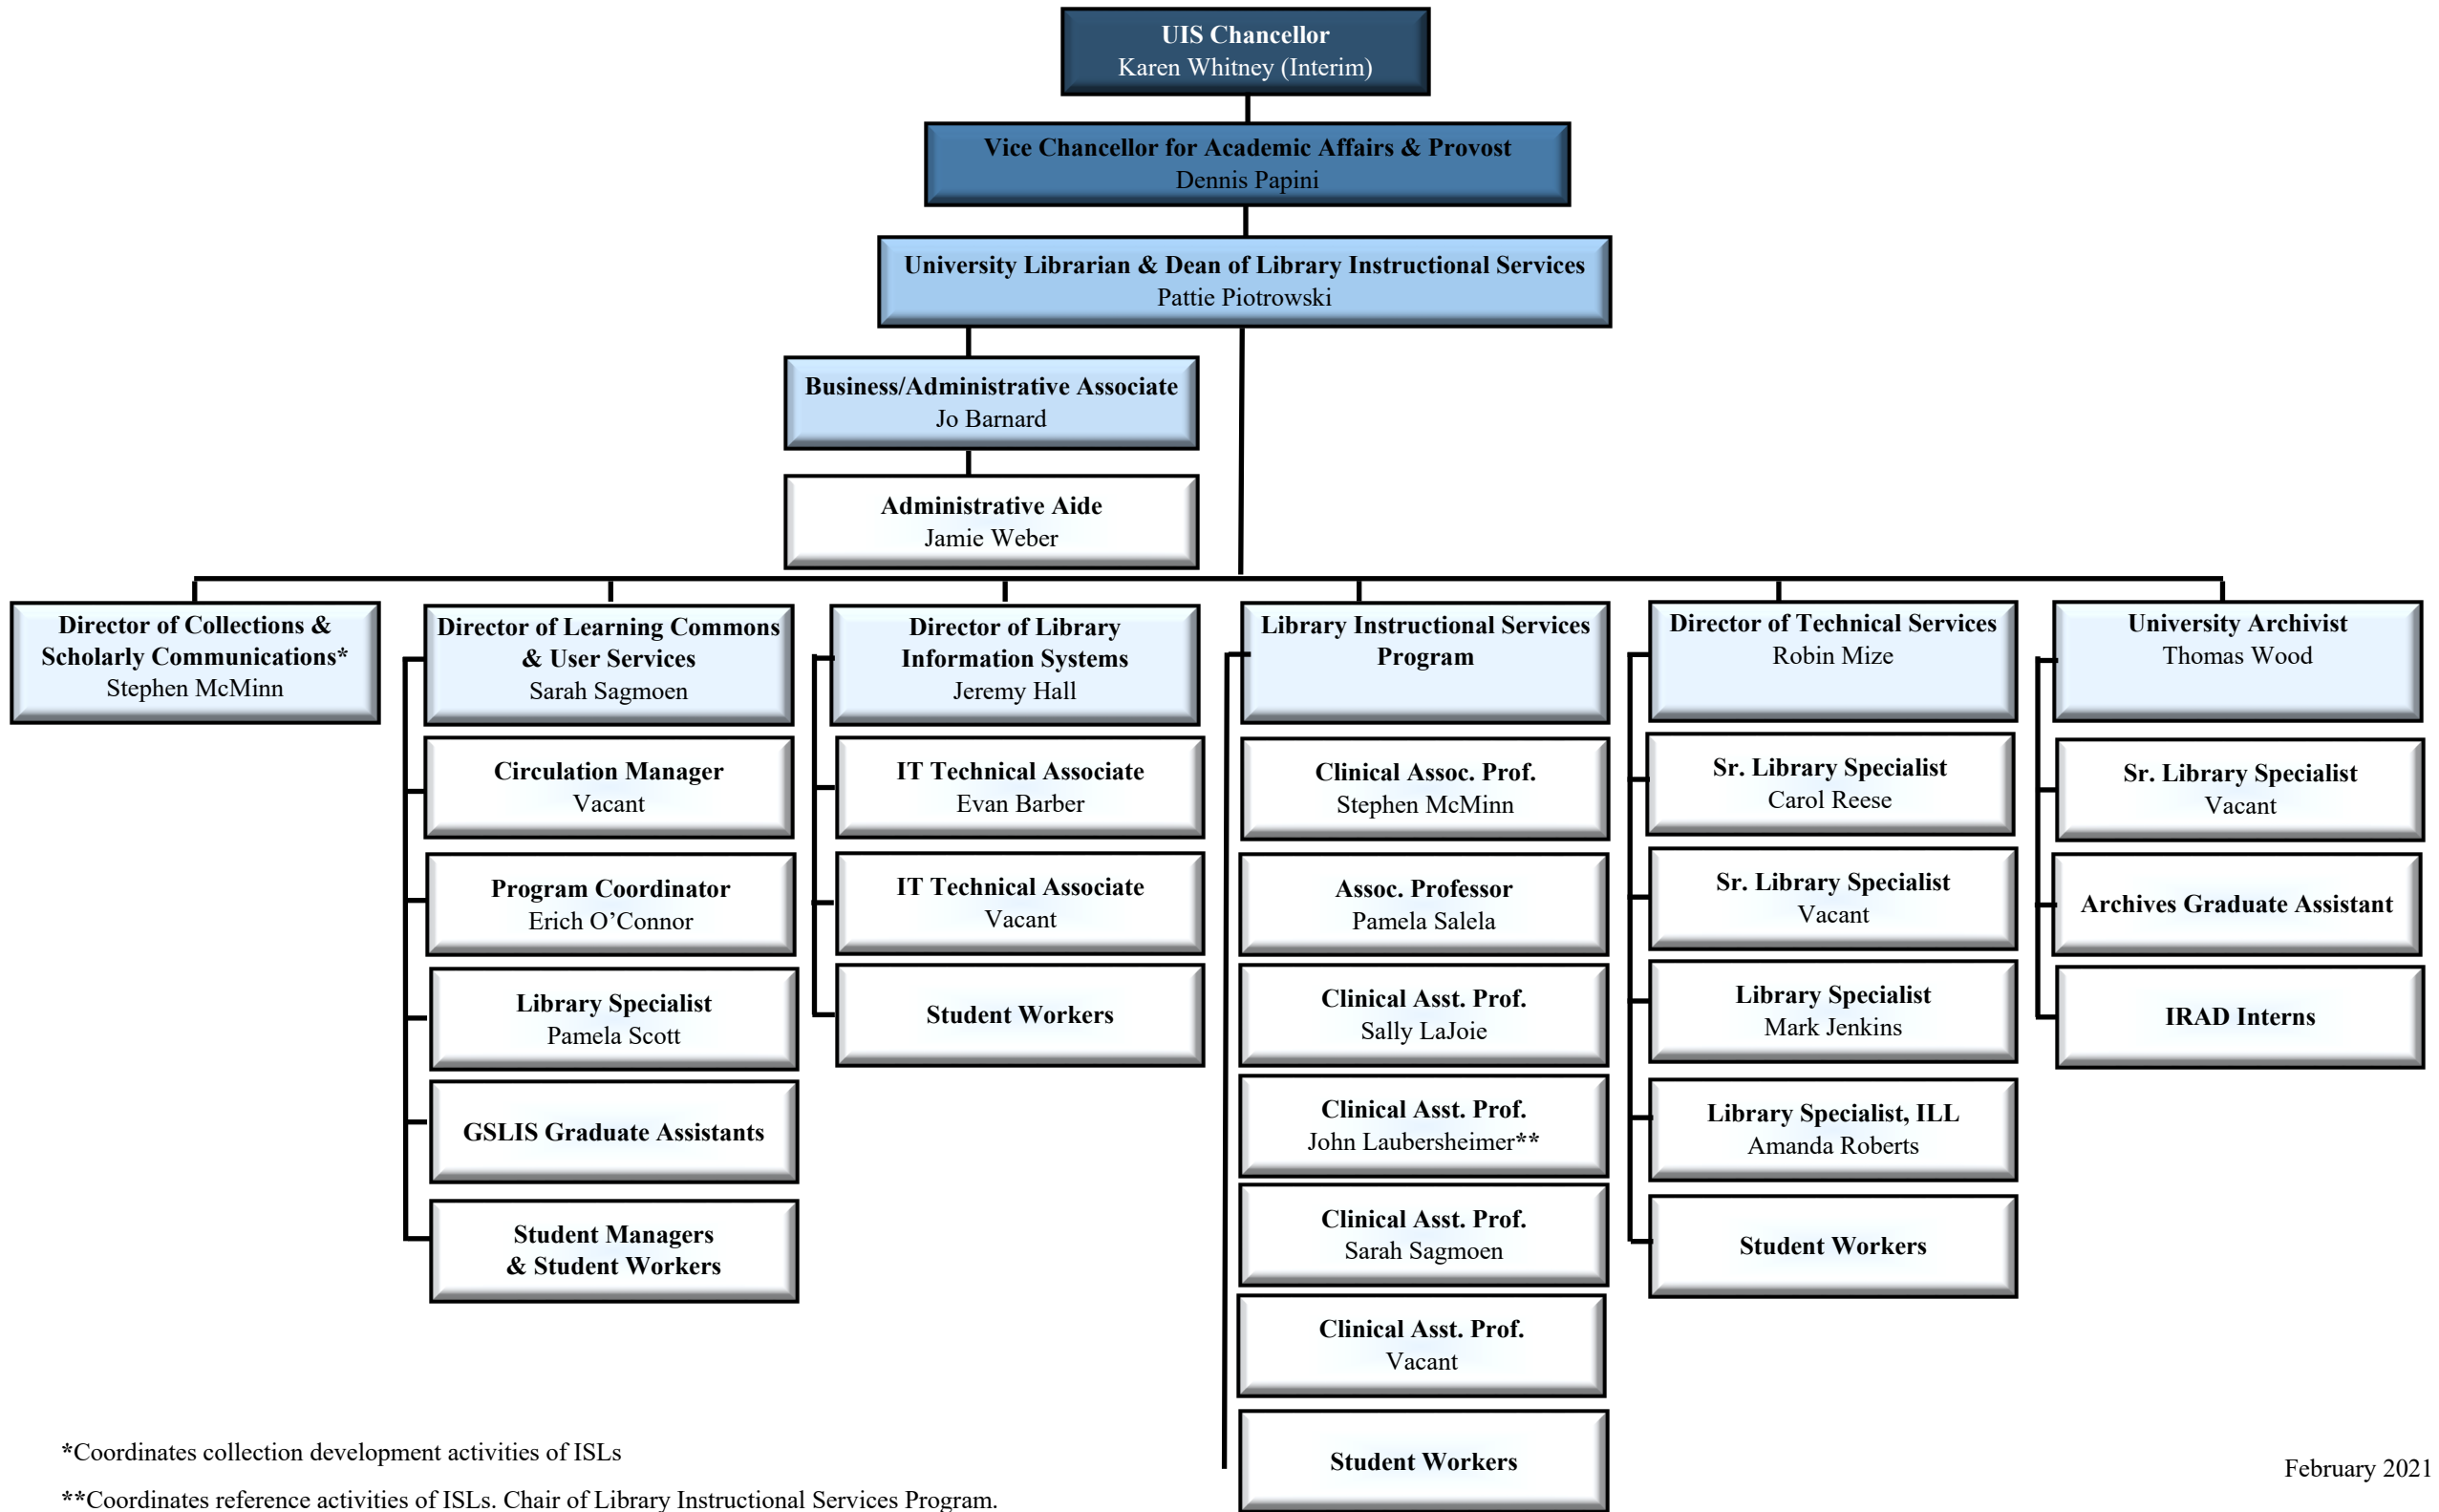 UIS Chancellor
Karen Whitney (Interim)
Vice Chancellor for Academic Affairs & Provost
Dennis Papini
University Librarian & Dean of Library Instructional Services
Pattie Piotrowski
Business/Administrative Associate
Jo Barnard
Administrative Aide
Jamie Weber
Director of Collections &
Scholarly Communications*
Stephen McMinn
Director of Learning Commons
& User Services
Sarah Sagmoen
Circulation Manager
Vacant
Program Coordinator
Erich O’Connor
Library Specialist
Pamela Scott
GSLIS Graduate Assistants
Student Managers
& Student Workers
Director of Library
Information Systems
Jeremy Hall
IT Technical Associate
Evan Barber
IT Technical Associate
Vacant
Student Workers
Library Instructional Services
Program
Clinical Assoc. Prof.
Stephen McMinn
Assoc. Professor
Pamela Salela
Clinical Asst. Prof.
Sally LaJoie
Clinical Asst. Prof.
John Laubersheimer**
Clinical Asst. Prof.
Sarah Sagmoen
Clinical Asst. Prof.
Vacant
Student Workers
Director of Technical Services
Robin Mize
Sr. Library Specialist
Carol Reese
Sr. Library Specialist
Vacant
Library Specialist
Mark Jenkins
Library Specialist, ILL
Amanda Roberts
Student Workers
University Archivist
Thomas Wood
Sr. Library Specialist
Vacant
Archives Graduate Assistant
IRAD Interns
*Coordinates collection development activities of ISLs
**Coordinates reference activities of ISLs. Chair of Library Instructional Services Program.
February 2021